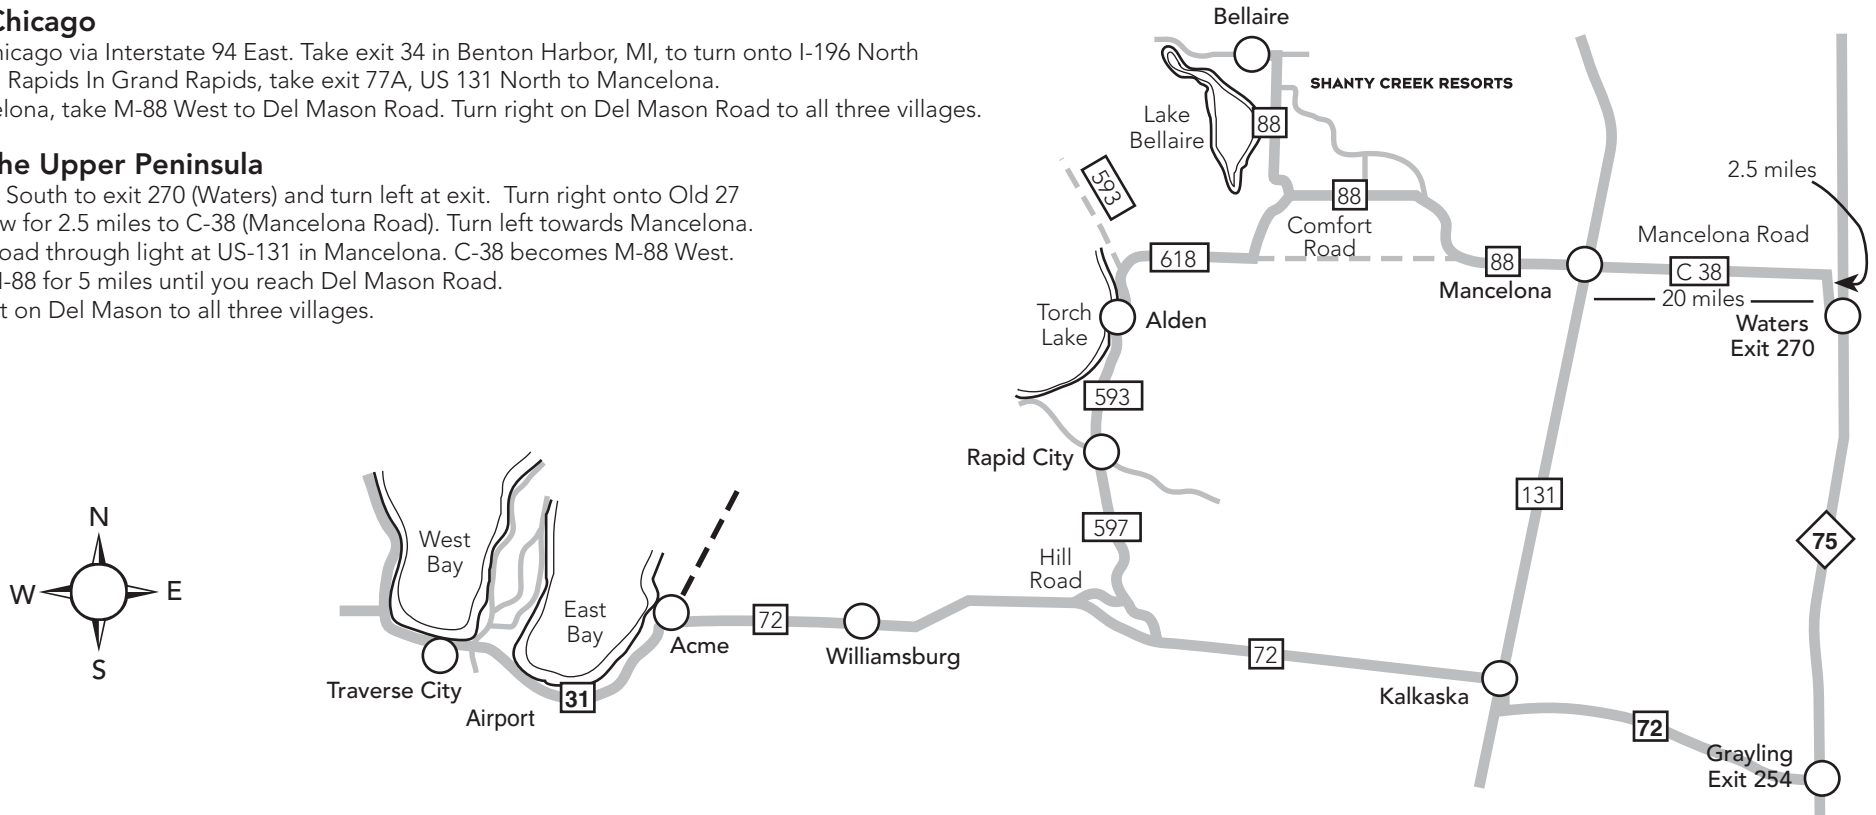 Chicago
hicago via Interstate 94 East. Take exit 34 in Benton Harbor, MI, to turn onto I-196 North
Rapids In Grand Rapids, take exit 77A, US 131 North to Mancelona.
elona, take M-88 West to Del Mason Road. Turn right on Del Mason Road to all three villages.
he Upper Peninsula
South to exit 270 (Waters) and turn left at exit. Turn right onto Old 27
w for 2.5 miles to C-38 (Mancelona Road). Turn left towards Mancelona.
oad through light at US-131 in Mancelona. C-38 becomes M-88 West.
-88 for 5 miles until you reach Del Mason Road.
t on Del Mason to all three villages.
Bellaire
SHANTY CREEK RESORTS
Lake
Bellaire
88
593
88
Comfort
Road
2.5 miles
Mancelona Road
618
88
C 38
Mancelona
20 miles
Torch
Lake
Alden
Waters
Exit 270
593
Rapid City
131
597
75
Hill
Road
N
W
E
S
West
Bay
East
Bay
72
Acme
Williamsburg
72
Traverse City
31
Airport
Kalkaska
72
Grayling
Exit 254